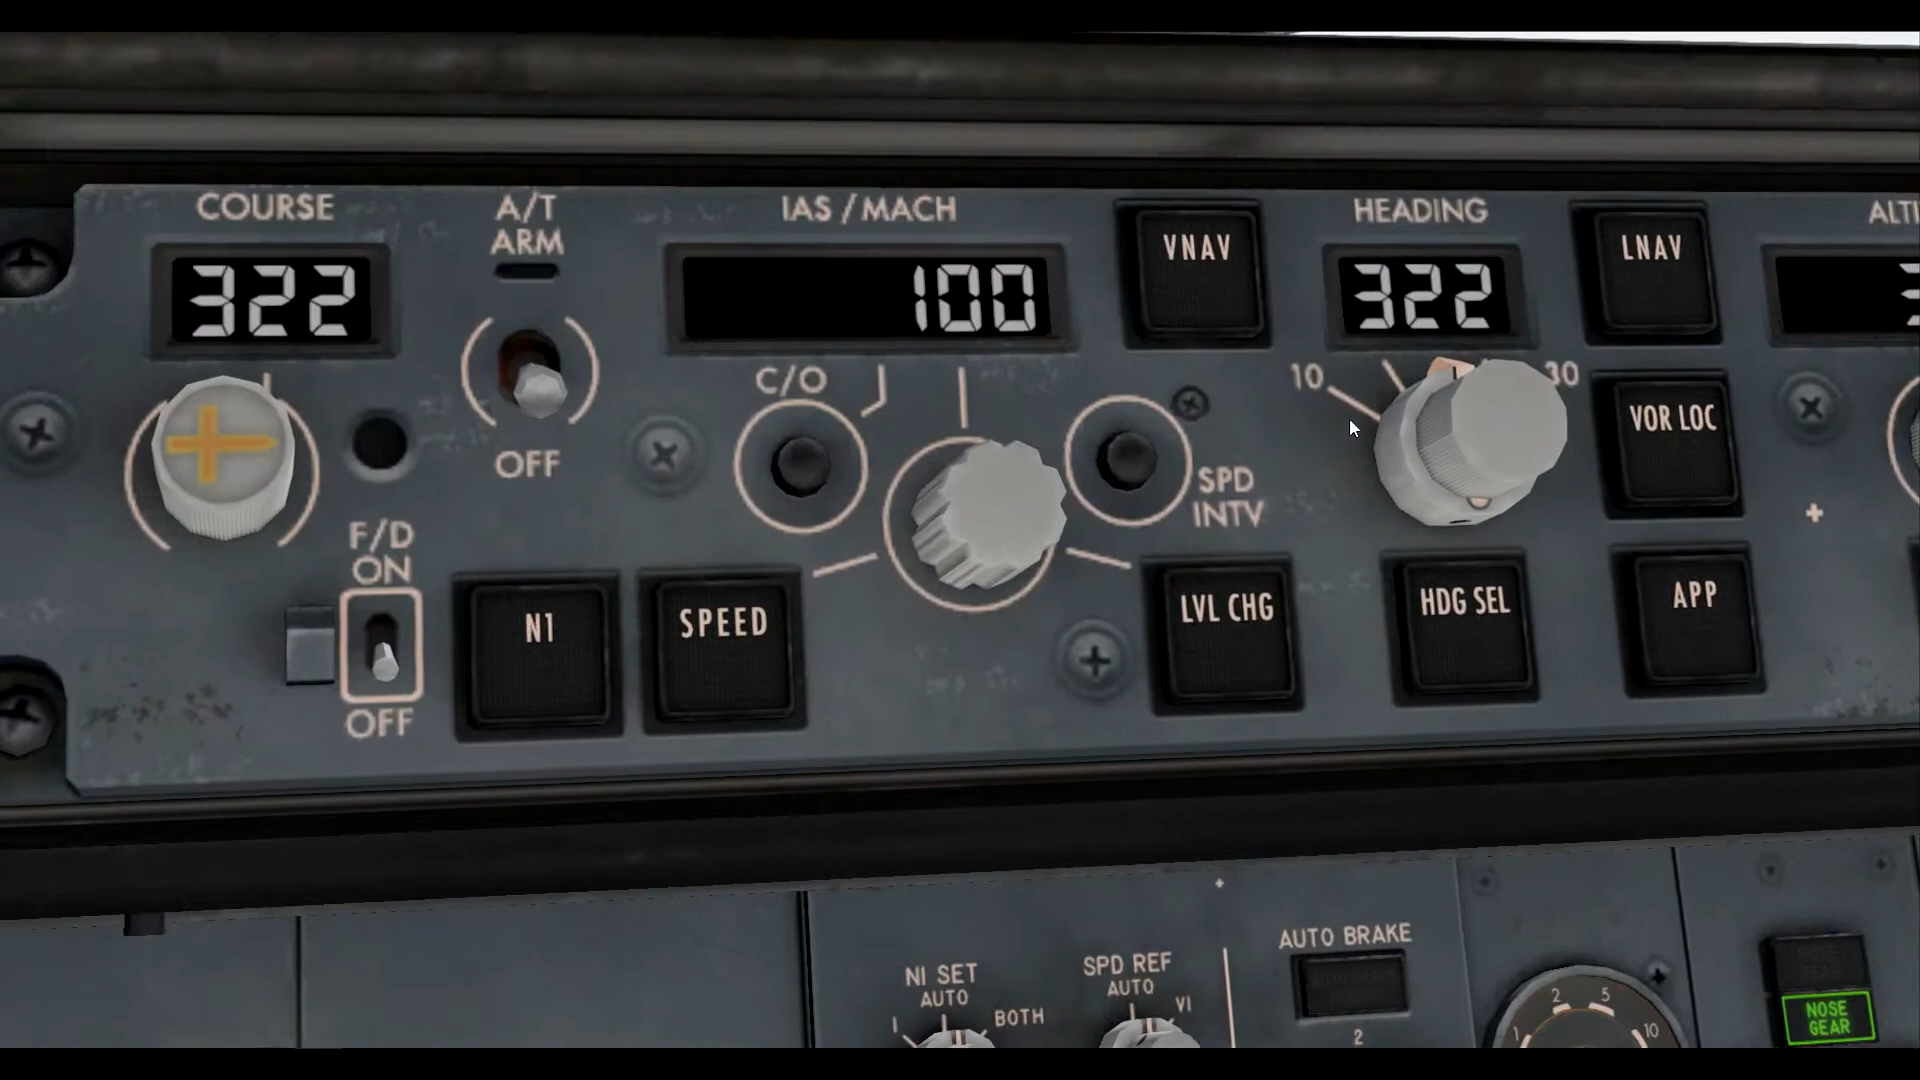 COURSE
A/T
ARM
IAS / MACH
VNAV
HEADING
LNAV
322
100
322
C/O
10
30
VOR LOC
OFF
SPD
INTV
F/D
ON
N1
SPEED
LVL CHG
HDG SEL
APP
OFF
AUTO BRAKE
N1 SET
AUTO
SPD REF
AUTO
1
BOTH
V1
2
2
5
1
10
NOSE
GEAR